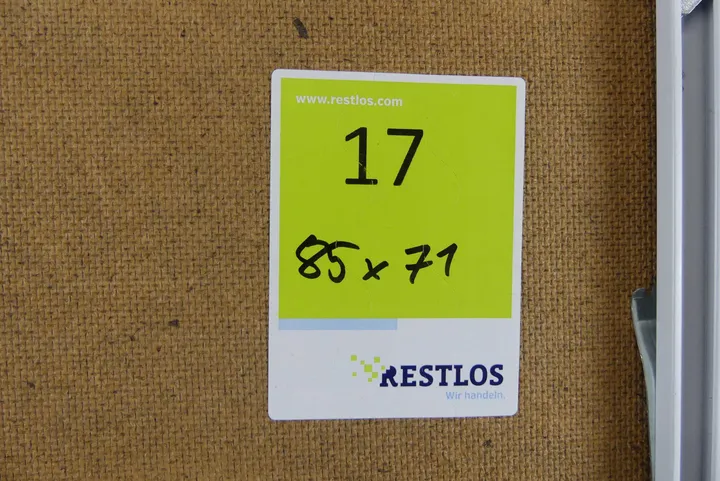 www.restlos.com
17
85 x 71
RESTLOS
Wir handeln.